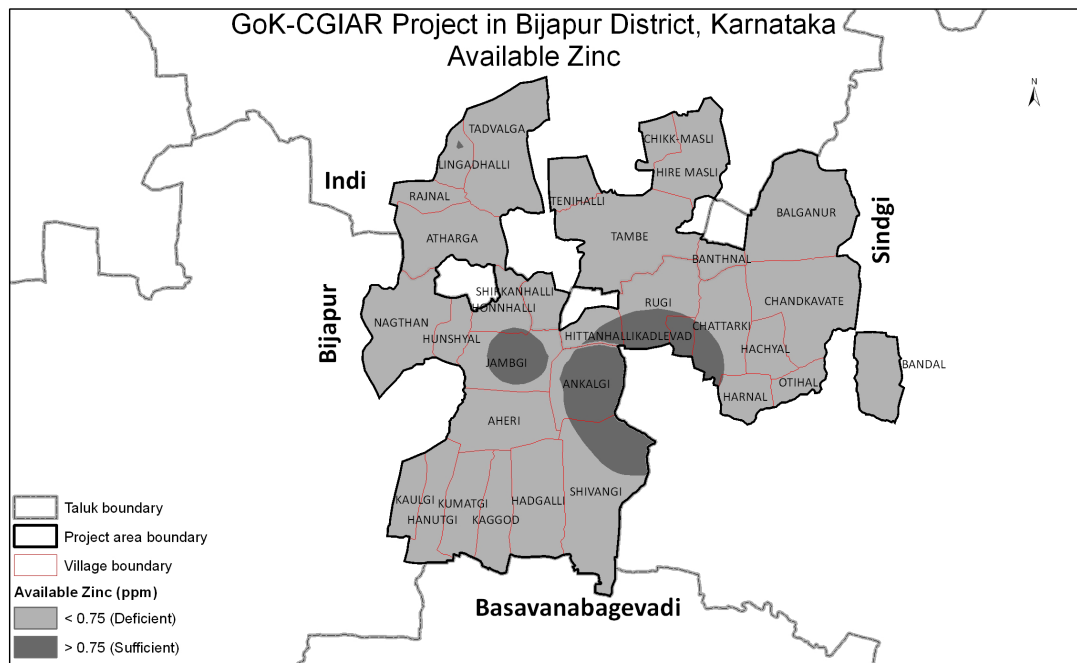 GoK-CGIAR Project in Bijapur District, Karnataka
Available Zinc
N
TADVALGA
CHIKK-MASLI
LINGADHALLI
HIRE MASLI
Indi
RAJNAL
TENIHALLI
BALGANUR
Sindgi
ATHARGA
TAMBE
BANTHNAL
SHIRKANHALLI
HONNHALLI
RUGI
CHANDKAVATE
Bijapur
NAGTHAN
HUNSHYAL
HITTANHALLI
KADLEVAD
CHATTARKI
HACHYAL
JAMBGI
BANDAL
ANKALGI
OTIHAL
HARNAL
AHERI
KAULGI
KUMATGI
HADGALLI
SHIVANGI
HANUTGI
KAGGOD
Basavanabagevadi
Taluk boundary
Project area boundary
Village boundary
Available Zinc (ppm)
< 0.75 (Deficient)
> 0.75 (Sufficient)